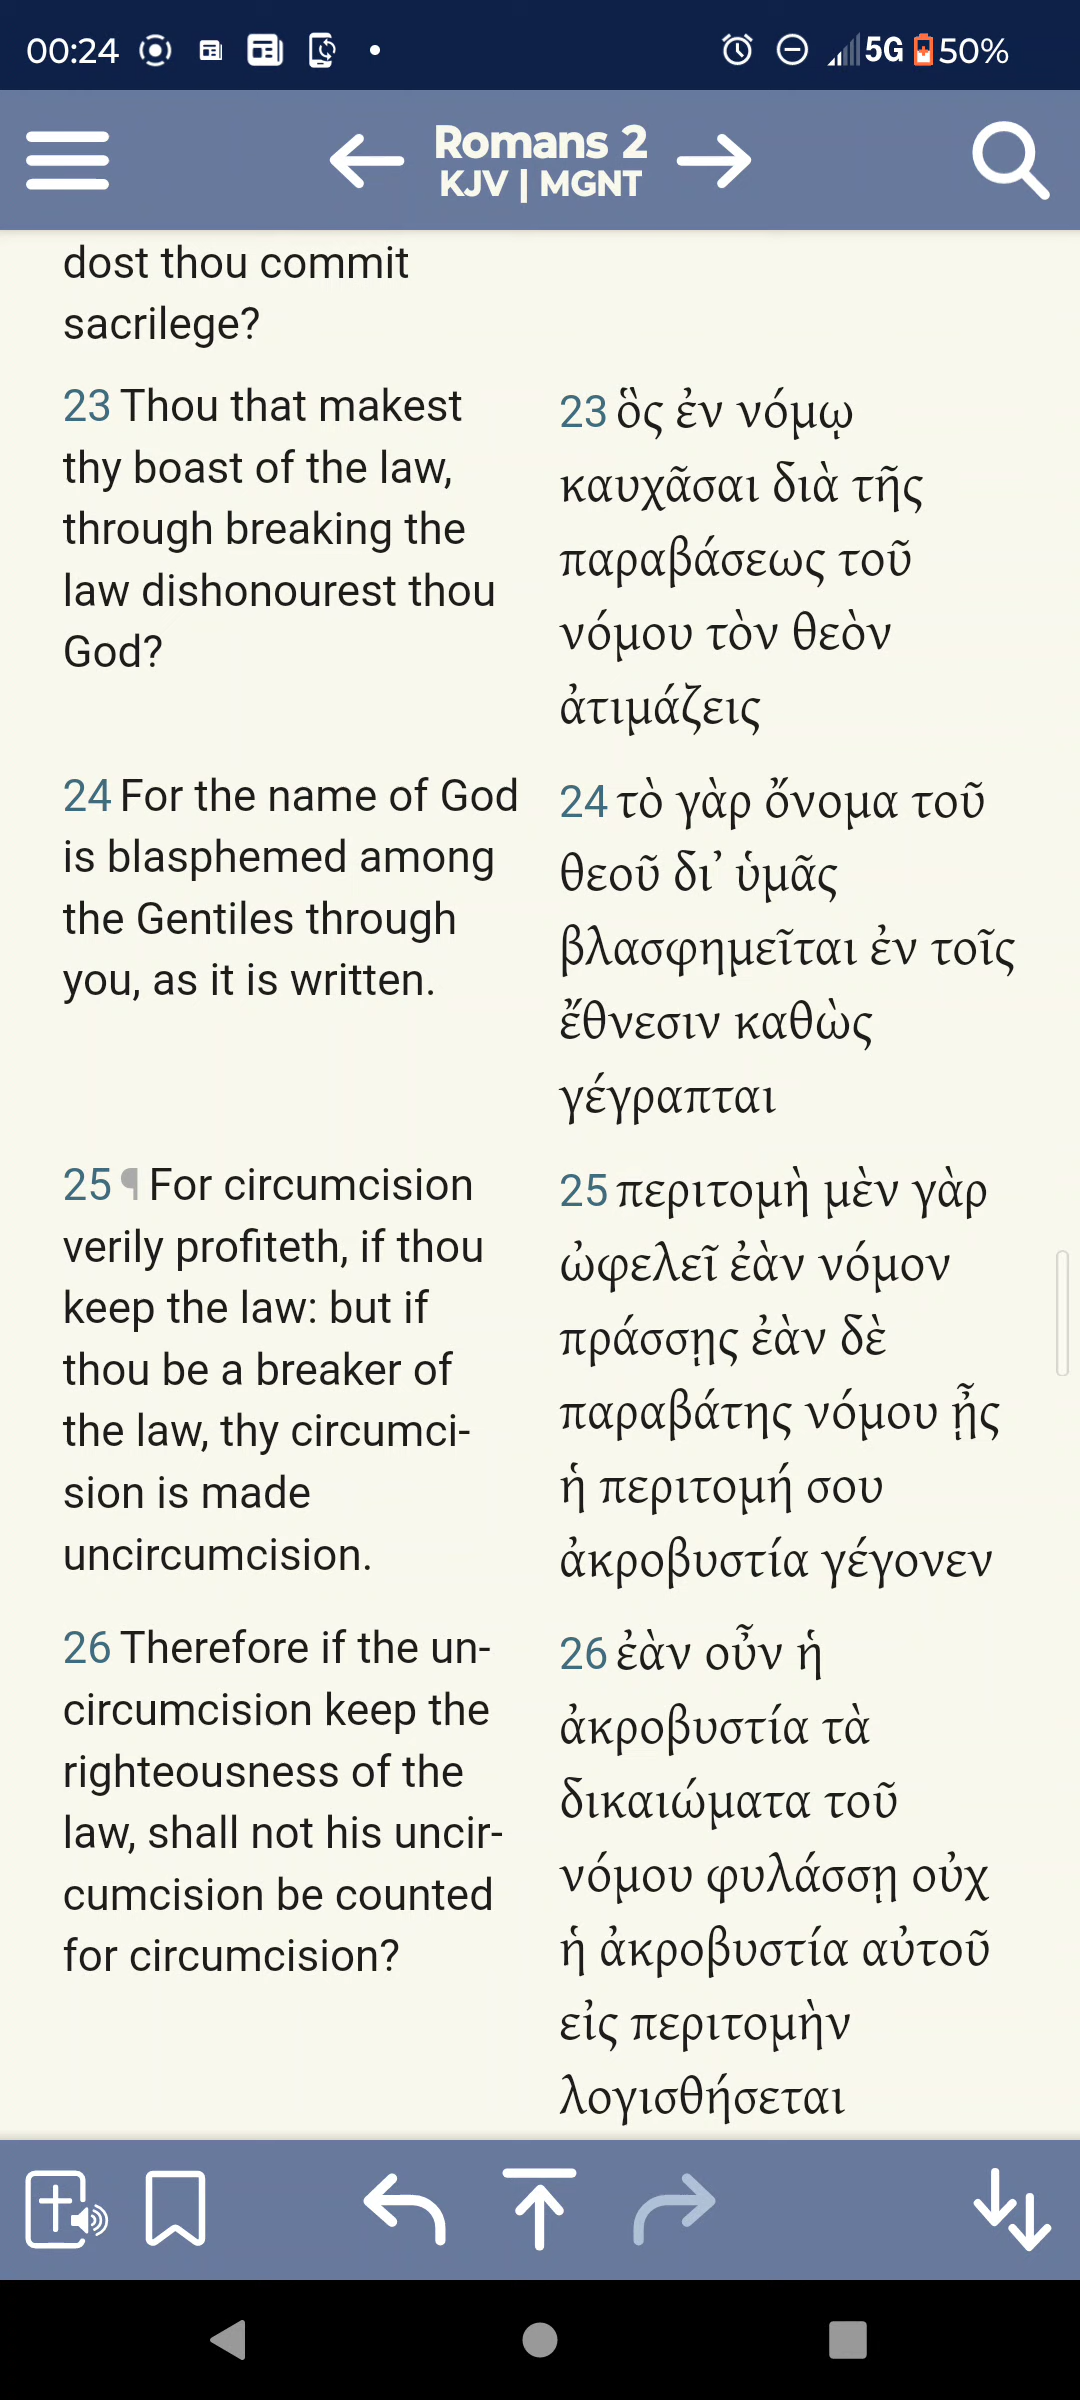 00:24
5G 50%
Romans 2
KJV | MGNT
dost thou commit
sacrilege?
23 Thou that makest
thy boast of the law,
through breaking the
law dishonourest thou
God?
23 ὃς ἐν νόμῳ
καυχᾶσαι διὰ τῆς
παραβάσεως τοῦ
νόμου τὸν θεὸν
ἀτιμάζεις
24 For the name of God
is blasphemed among
the Gentiles through
you, as it is written.
24 τὸ γὰρ ὄνομα τοῦ
θεοῦ δι’ ὑμᾶς
βλασφημεῖται ἐν τοῖς
ἔθνεσιν καθὼς
γέγραπται
25 ¶ For circumcision
verily profiteth, if thou
keep the law: but if
thou be a breaker of
the law, thy circumci-
sion is made
uncircumcision.
25 περιτομὴ μὲν γὰρ
ὠφελεῖ ἐὰν νόμον
πράσσῃς ἐὰν δὲ
παραβάτης νόμου ᾖς
ἡ περιτομή σου
ἀκροβυστία γέγονεν
26 Therefore if the un-
circumcision keep the
righteousness of the
law, shall not his uncir-
cumcision be counted
for circumcision?
26 ἐὰν οὖν ἡ
ἀκροβυστία τὰ
δικαιώματα τοῦ
νόμου φυλάσσῃ οὐχ
ἡ ἀκροβυστία αὐτοῦ
εἰς περιτομὴν
λογισθήσεται